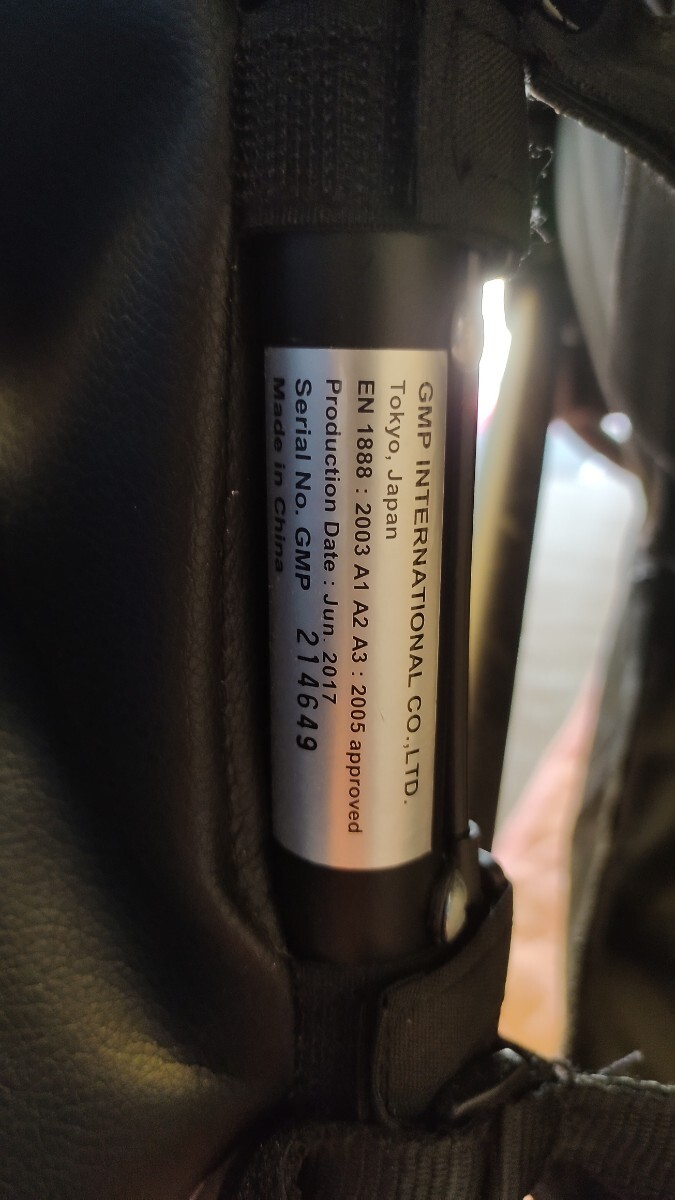 GMP INTERNATIONAL CO.,LTD.
Tokyo, Japan
EN 1888 : 2003 A1 A2 A3 : 2005 approved
Production Date : Jun. 2017
Serial No. GMP 214649
Made in China